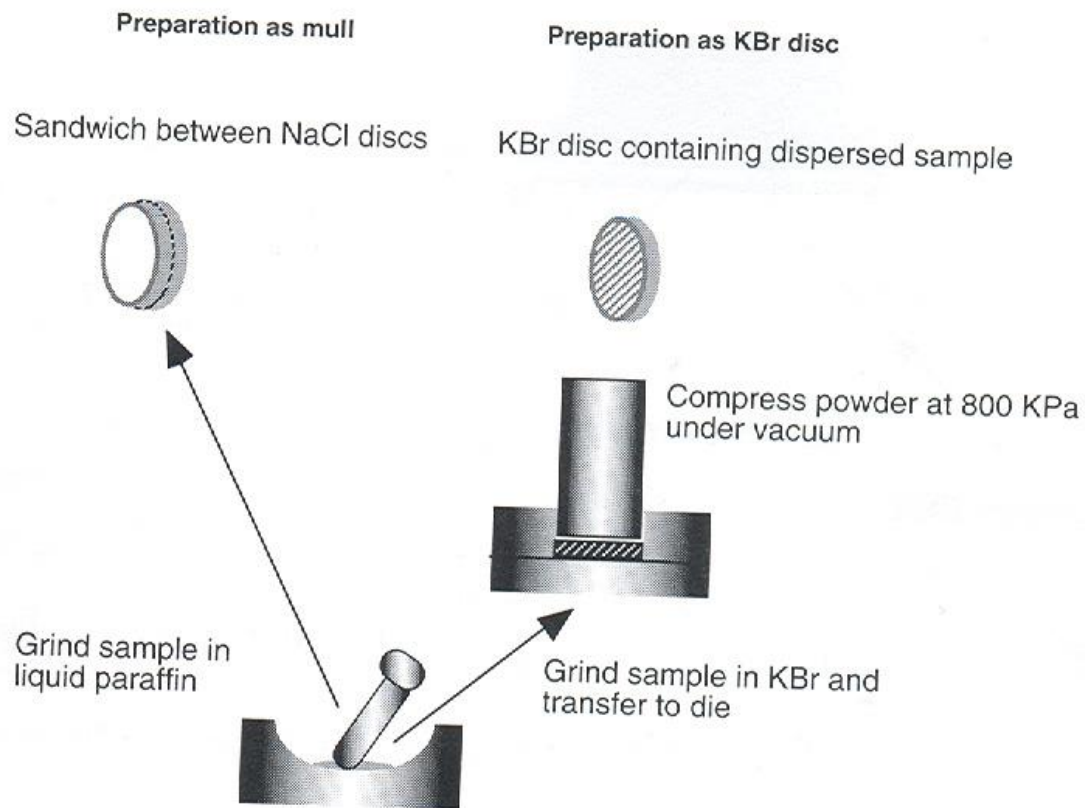 Preparation as mull
Preparation as KBr disc
Sandwich between NaCl discs
KBr disc containing dispersed sample
Compress powder at 800 KPa
under vacuum
Grind sample in
liquid paraffin
Grind sample in KBr and
transfer to die